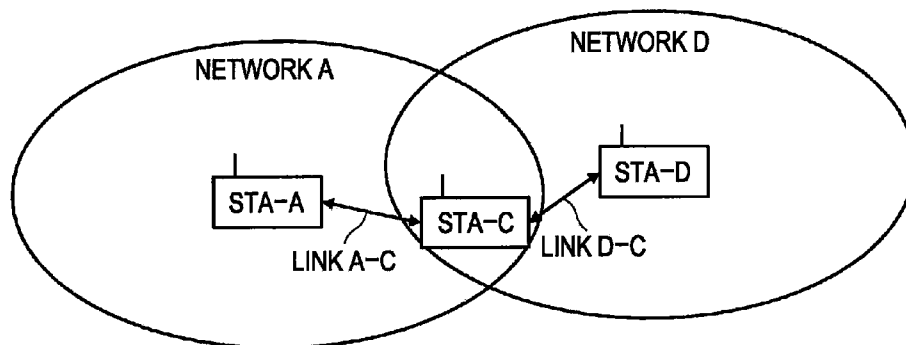 NETWORK D
NETWORK A
STA-D
STA-A
STA-C
LINK A-C
LINK D-C